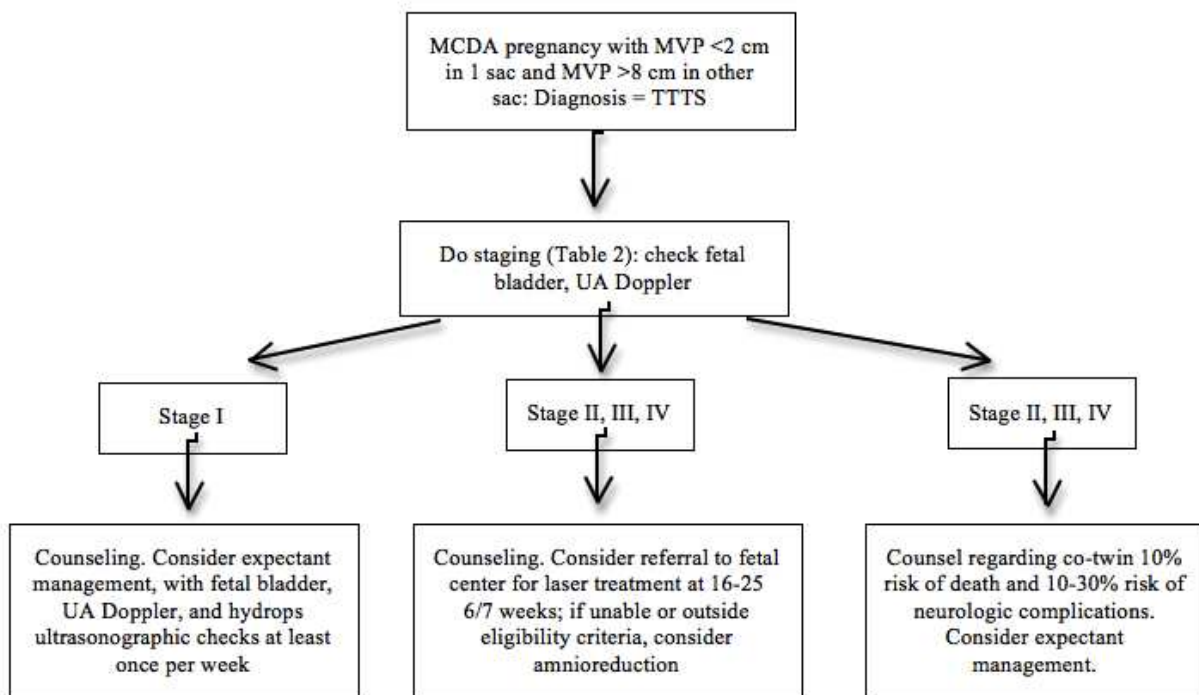 MCDA pregnancy with MVP <2 cm
in 1 sac and MVP >8 cm in other
sac: Diagnosis = TTTS
Do staging (Table 2): check fetal
bladder, UA Doppler
Stage I
Stage II, III, IV
Stage II, III, IV
Counseling. Consider expectant
management, with fetal bladder,
UA Doppler, and hydrops
ultrasonographic checks at least
once per week
Counseling. Consider referral to fetal
center for laser treatment at 16-25
6/7 weeks; if unable or outside
eligibility criteria, consider
amnioreduction
Counsel regarding co-twin 10%
risk of death and 10-30% risk of
neurologic complications.
Consider expectant
management.